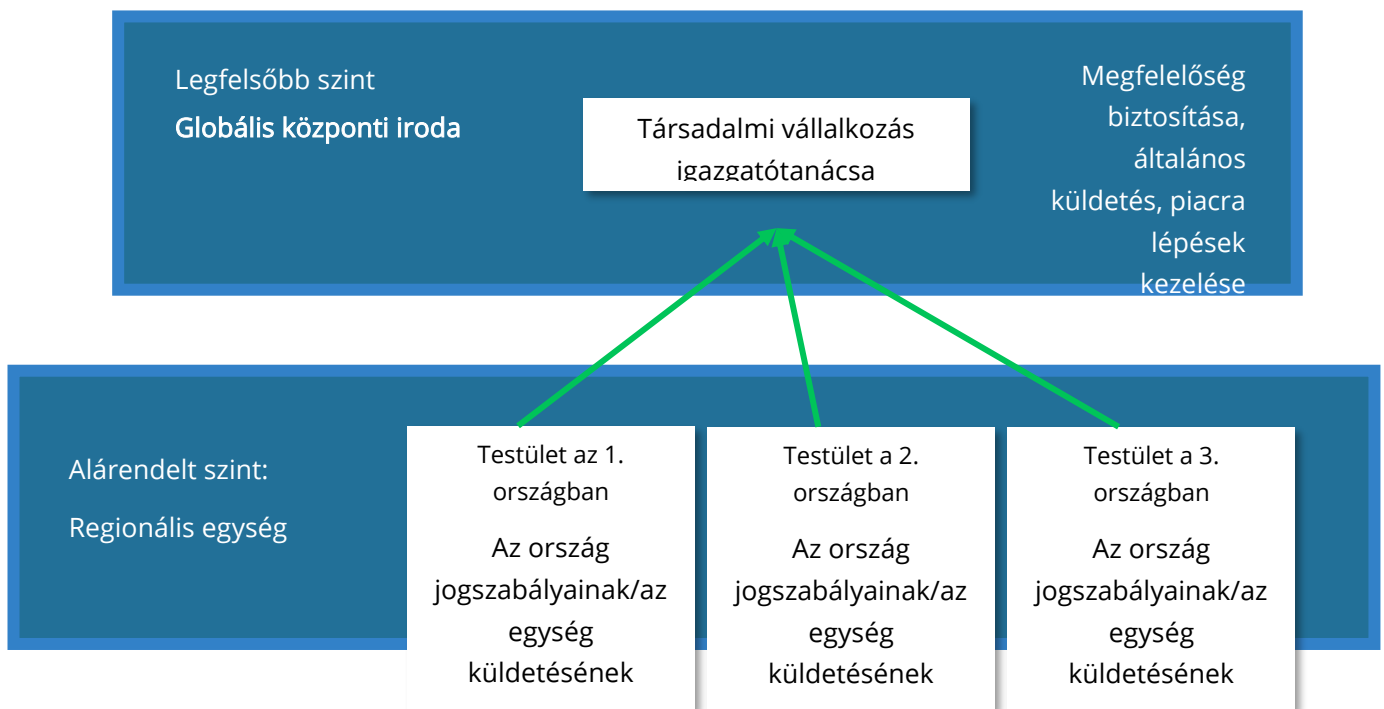 Legfelsőbb szint
Globális központi iroda
Társadalmi vállalkozás
igazgatótanácsa
Megfelelőség
biztosítása,
általános
küldetés, piacra
lépések
kezelése
Alárendelt szint:
Regionális egység
Testület az 1.
országban
Az ország
jogszabályainak/az
egység
küldetésének
Testület a 2.
országban
Az ország
jogszabályainak/az
egység
küldetésének
Testület a 3.
országban
Az ország
jogszabályainak/az
egység
küldetésének